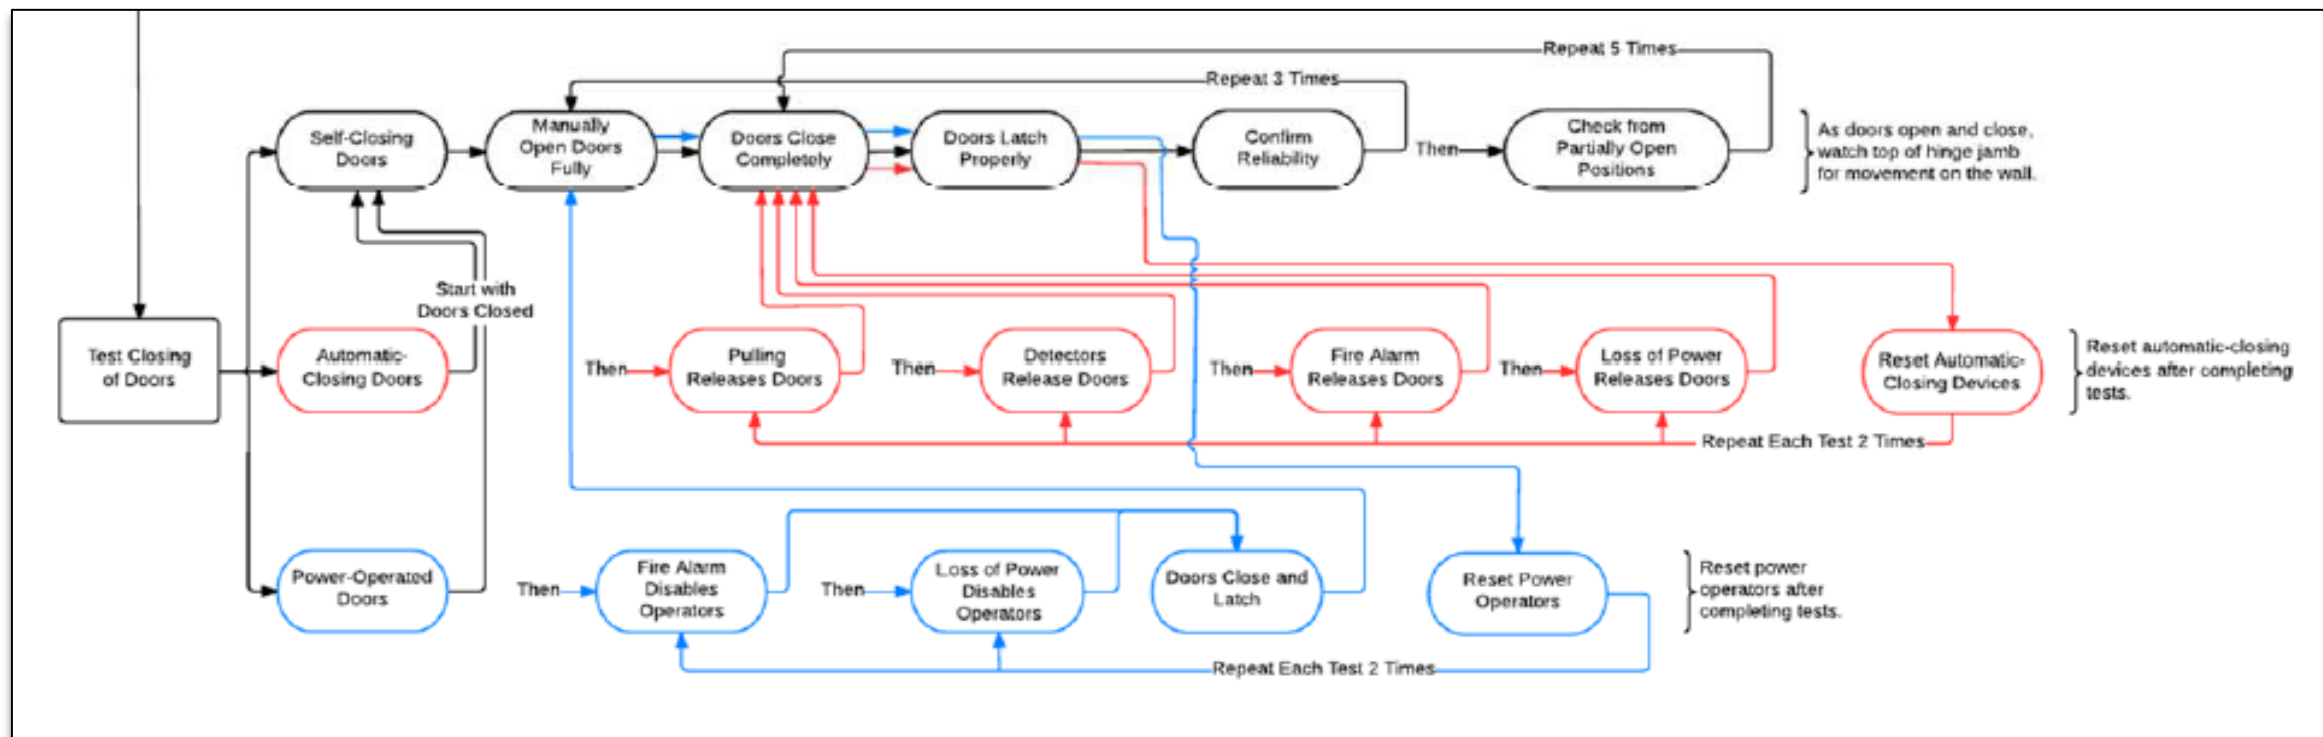 Repeat 5 Times
Repeat 3 Times
Self-Closing
Doors
Manually
Open Doors
Fully
Doors Close
Completely
Doors Latch
Properly
Confirm
Reliability
Then
Check from
Partially Open
Positions
As doors open and close,
watch top of hinge jamb
for movement on the wall.
Start with
Doors Closed
Test Closing
of Doors
Automatic-
Closing Doors
Then
Pulling
Releases Doors
Then
Detectors
Release Doors
Then
Fire Alarm
Releases Doors
Then
Loss of Power
Releases Doors
Reset Automatic-
Closing Devices
Reset automatic-closing
devices after completing
tests.
Repeat Each Test 2 Times
Power-Operated
Doors
Then
Fire Alarm
Disables
Operators
Then
Loss of Power
Disables
Operators
Doors Close and
Latch
Reset Power
Operators
Reset power
operators after
completing tests.
Repeat Each Test 2 Times